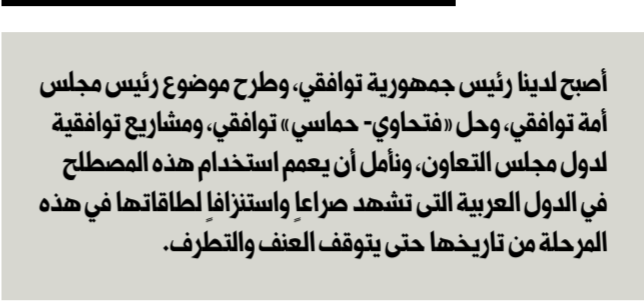 أصبح لدينا رئيس جمهورية توافقي، وطرح موضوع رئيس مجلس
أمة توافقي، وحل «فتحاوي- حماسي» توافقي، ومشاريع توافقية
لدول مجلس التعاون، ونأمل أن يعمم استخدام هذه المصطلح
في الدول العربية التى تشهد صراعاٍ واستنزافاٍ لطاقاتها في هذه
المرحلة من تاريخها حتى يتوقف العنف والتطرف.